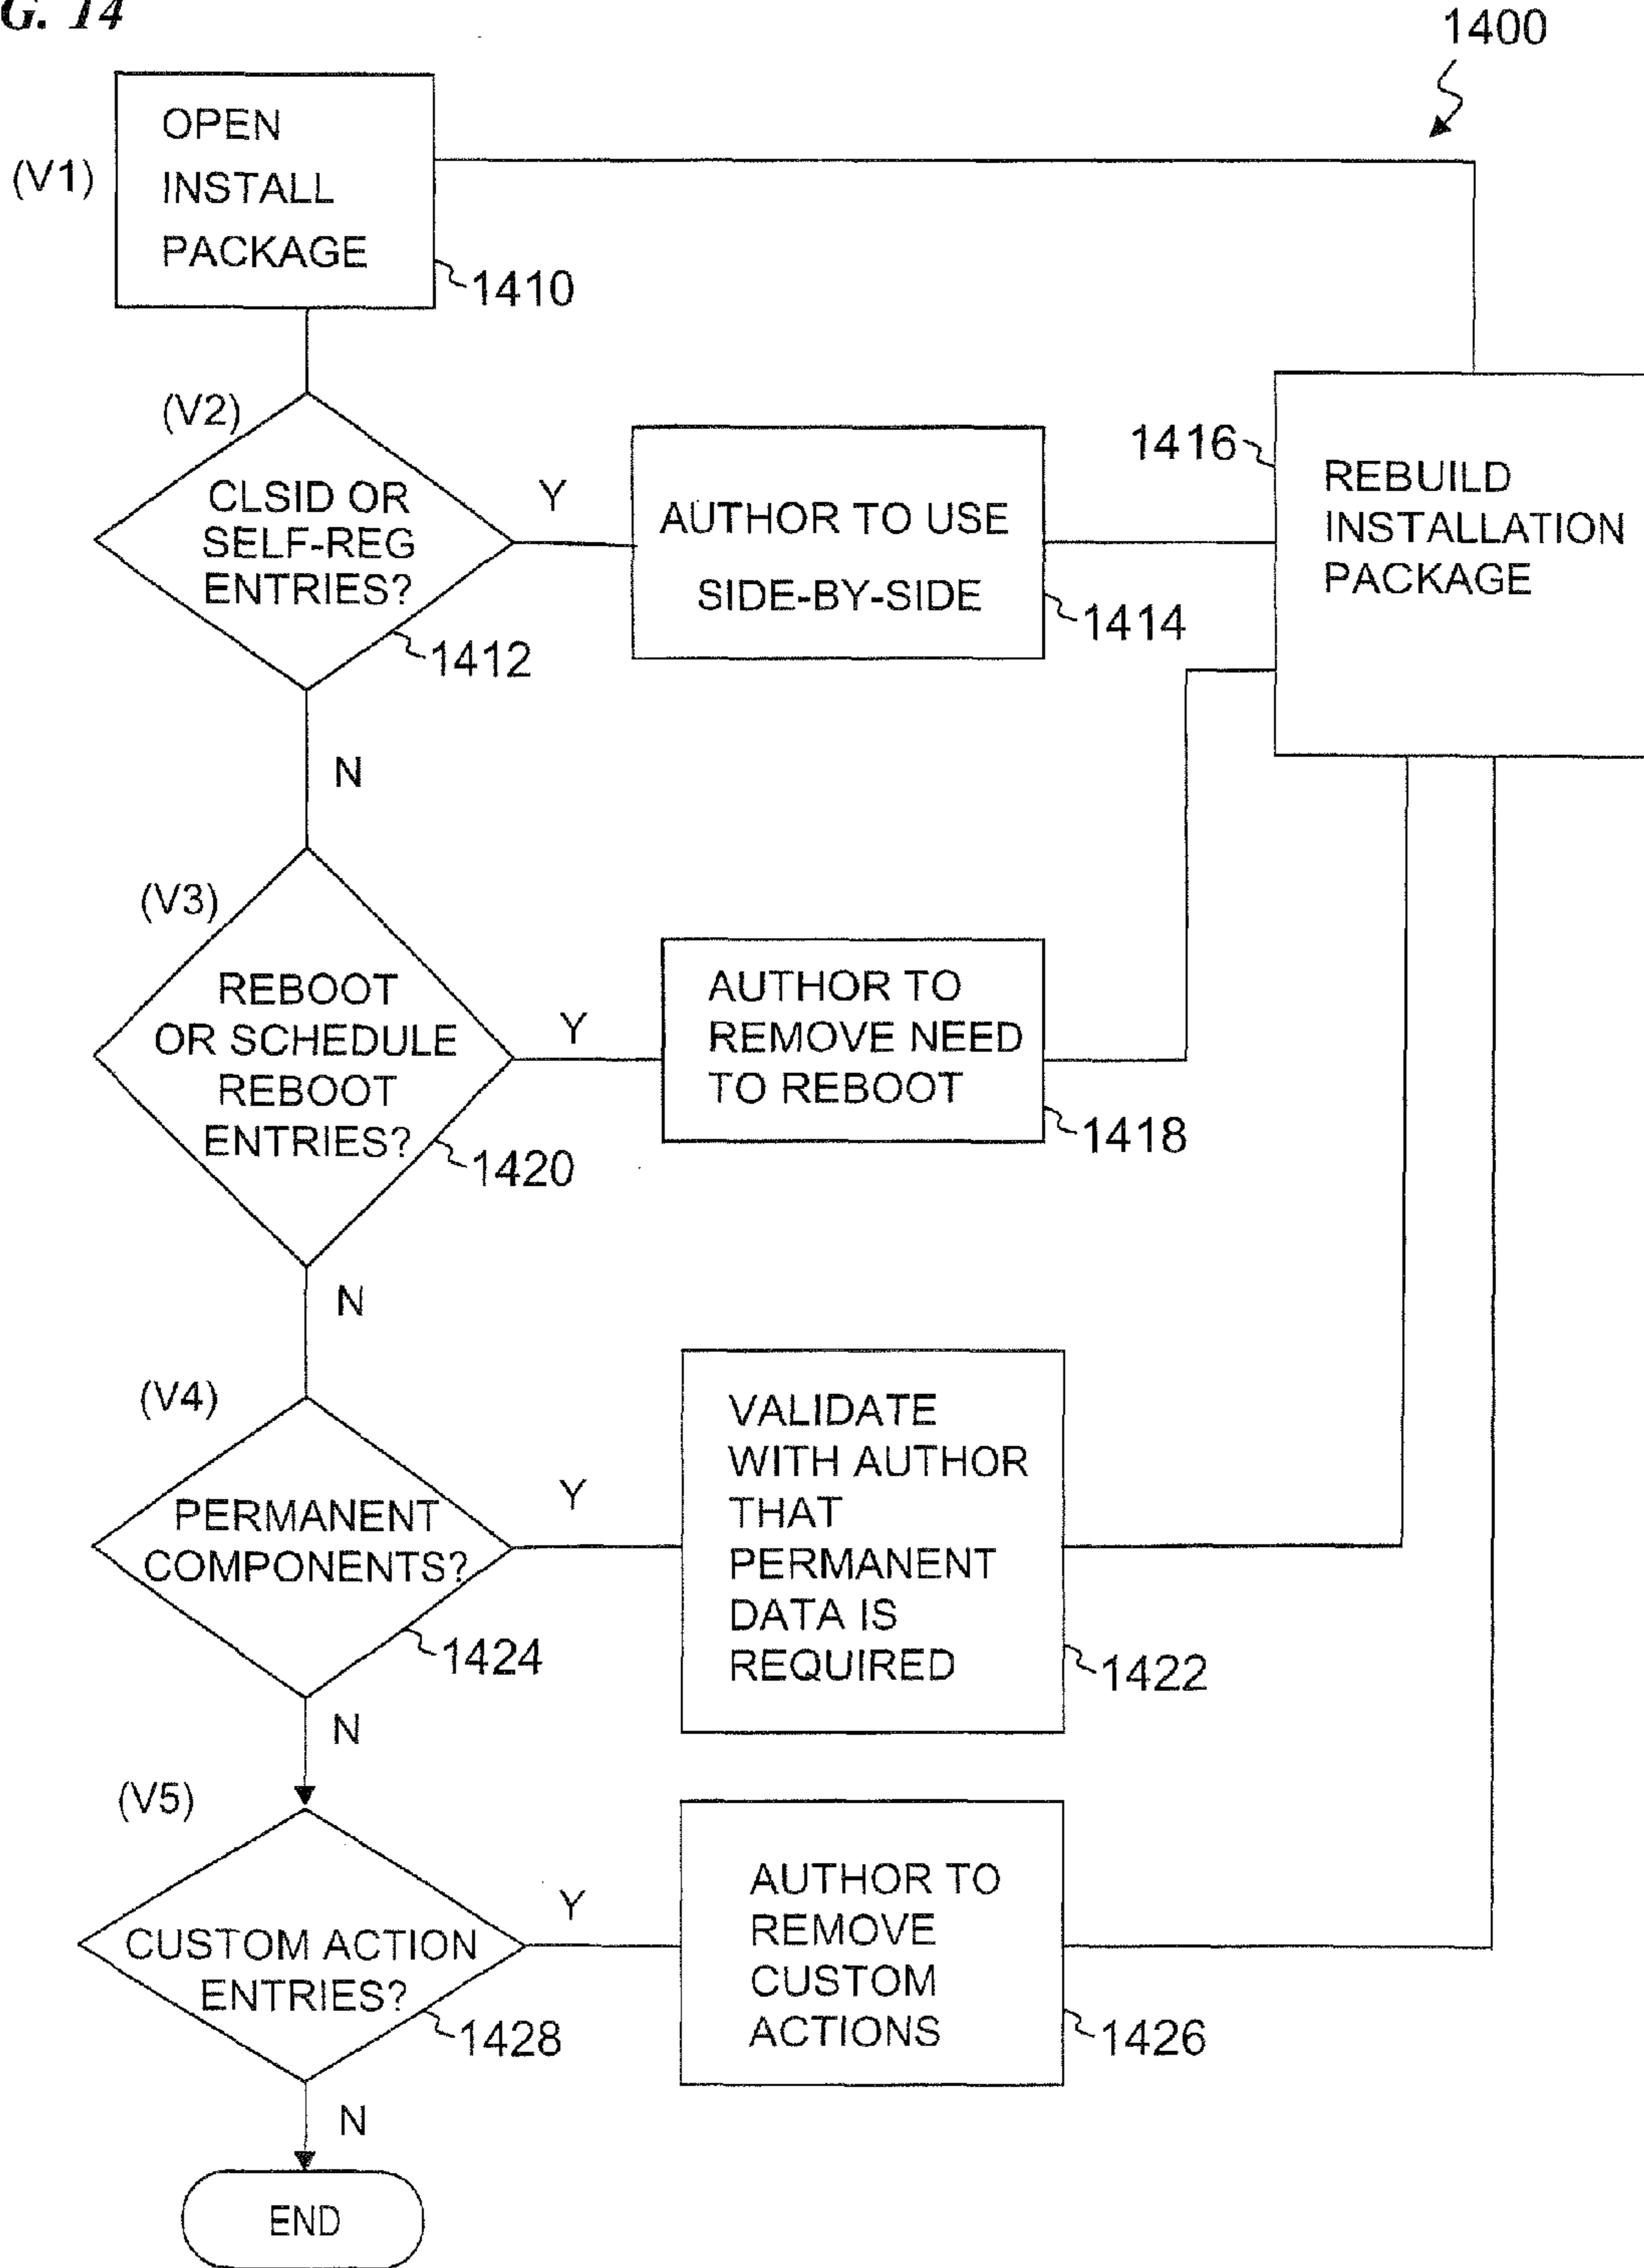 G. 14
1400
OPEN
INSTALL
PACKAGE
(V1)
1410
(V2)
CLSID OR
SELF-REG
ENTRIES?
1412
Y
AUTHOR TO USE
SIDE-BY-SIDE
1414
1416
REBUILD
INSTALLATION
PACKAGE
N
(V3)
REBOOT
OR SCHEDULE
REBOOT
ENTRIES?
1420
Y
AUTHOR TO
REMOVE NEED
TO REBOOT
1418
N
(V4)
PERMANENT
COMPONENTS?
1424
Y
VALIDATE
WITH AUTHOR
THAT
PERMANENT
DATA IS
REQUIRED
1422
N
(V5)
CUSTOM ACTION
ENTRIES?
1428
Y
AUTHOR TO
REMOVE
CUSTOM
ACTIONS
1426
N
END